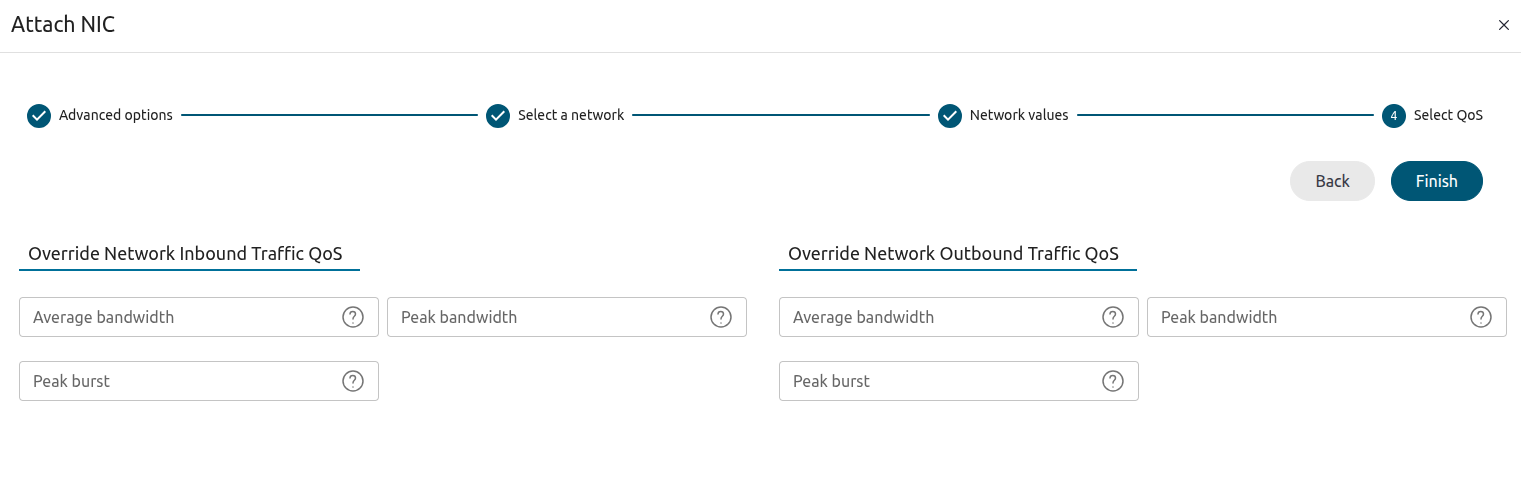 Attach NIC
Advanced options
Select a network
Network values
4 Select QoS
Back
Finish
Override Network Inbound Traffic QoS
Override Network Outbound Traffic QoS
Average bandwidth ?
Peak bandwidth ?
Average bandwidth ?
Peak bandwidth ?
Peak burst ?
Peak burst ?